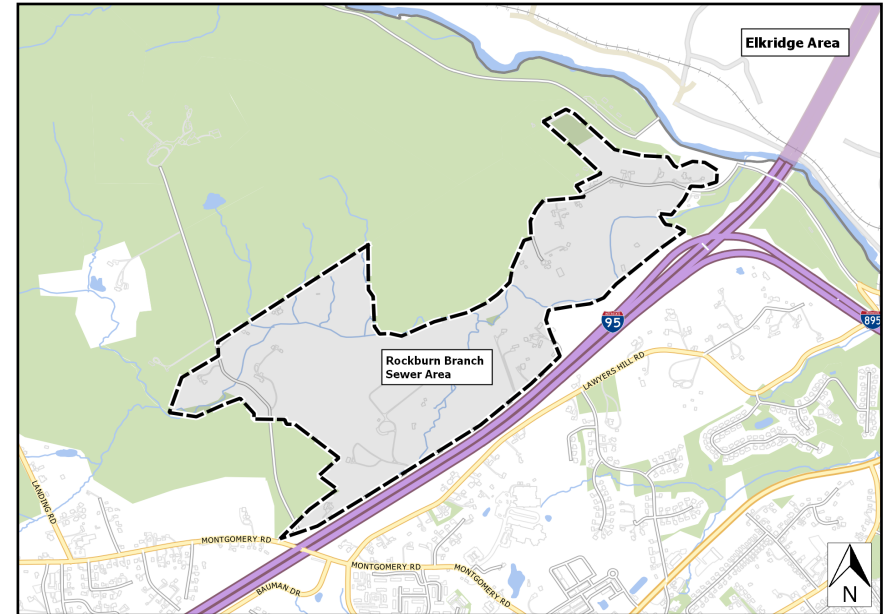 Elkridge Area
95
895
Rockburn Branch
Sewer Area
LAWYERS HILL RD
LANDING RD
MONTGOMERY RD
MONTGOMERY RD
MONTGOMERY RD
BAUMAN DR
N